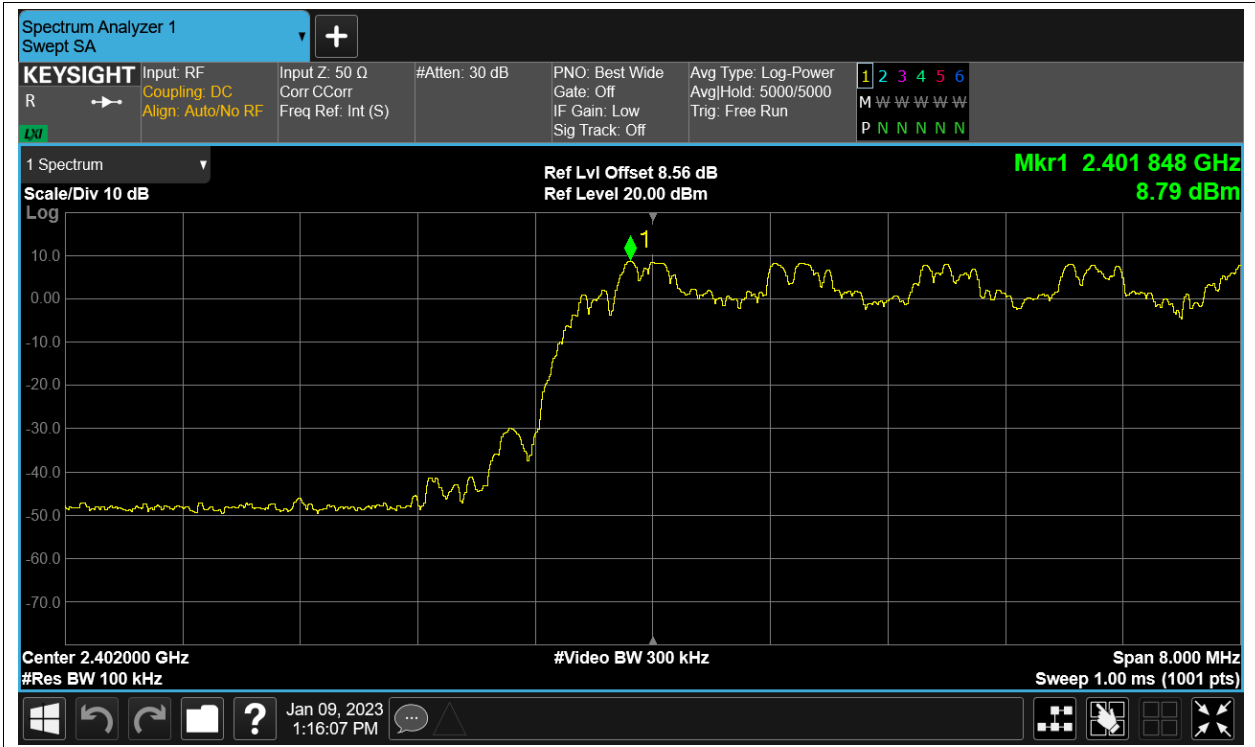 Spectrum Analyzer 1
Swept SA
KEYSIGHT
R
LXI
Input: RF
Coupling: DC
Align: Auto/No RF
Input Z: 50 Ω
Corr CCorr
Freq Ref: Int (S)
#Atten: 30 dB
PNO: Best Wide
Gate: Off
IF Gain: Low
Sig Track: Off
Avg Type: Log-Power
Avg|Hold: 5000/5000
Trig: Free Run
1 2 3 4 5 6
M W W W W W
P N N N N N
1 Spectrum
Scale/Div 10 dB
Log
Ref Lvl Offset 8.56 dB
Ref Level 20.00 dBm
Mkr1 2.401 848 GHz
8.79 dBm
1
10.0
0.00
-10.0
-20.0
-30.0
-40.0
-50.0
-60.0
-70.0
Center 2.402000 GHz
#Res BW 100 kHz
#Video BW 300 kHz
Span 8.000 MHz
Sweep 1.00 ms (1001 pts)
?
Jan 09, 2023
1:16:07 PM